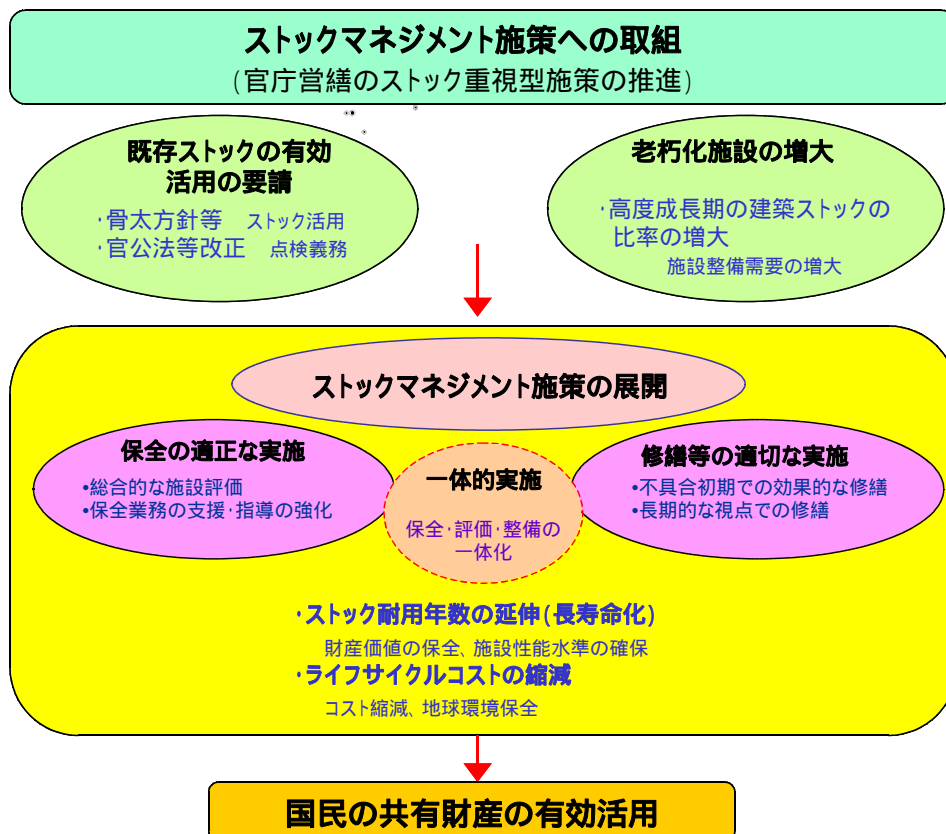 ストックマネジメント施策への取組
(官庁営繕のストック重視型施策の推進)
既存ストックの有効
活用の要請
・骨太方針等 ストック活用
・官公法等改正 点検義務
老朽化施設の増大
・高度成長期の建築ストックの
比率の増大
施設整備需要の増大
ストックマネジメント施策の展開
保全の適正な実施
•総合的な施設評価
•保全業務の支援・指導の強化
一体的実施
保全・評価・整備の
一体化
修繕等の適切な実施
•不具合初期での効果的な修繕
•長期的な視点での修繕
・ストック耐用年数の延伸(長寿命化)
財産価値の保全、施設性能水準の確保
・ライフサイクルコストの縮減
コスト縮減、地球環境保全
国民の共有財産の有効活用